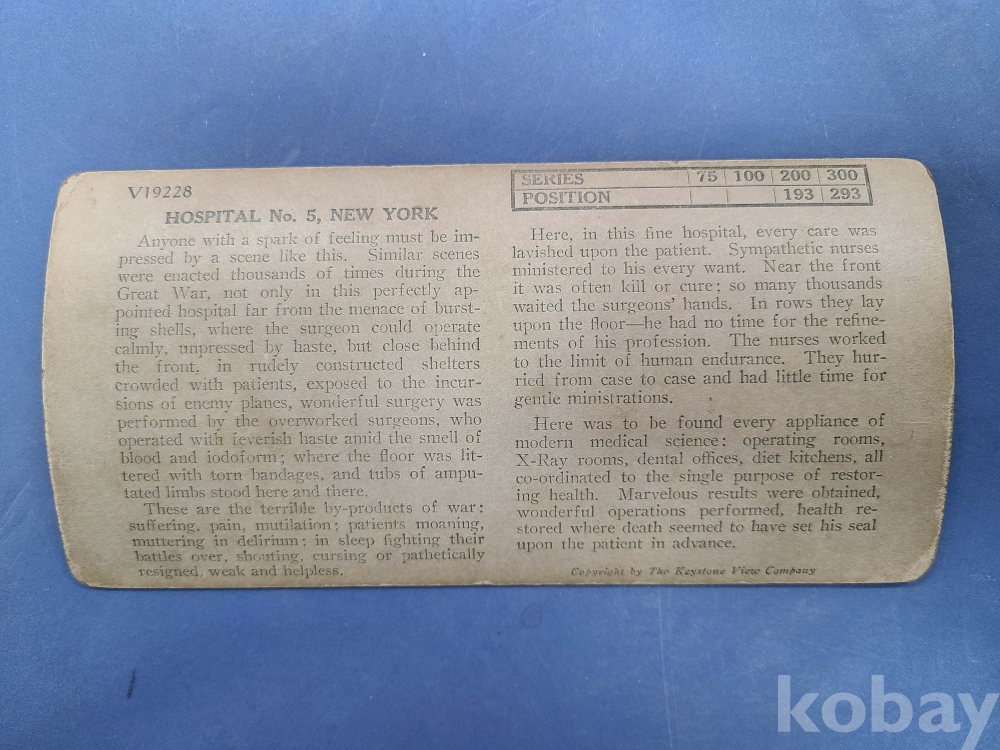 V19228
HOSPITAL No. 5, NEW YORK
Anyone with a spark of feeling must be im-
pressed by a scene like this. Similar scenes
were enacted thousands of times during the
Great War, not only in this perfectly ap-
pointed hospital far from the menace of burst-
ing shells, where the surgeon could operate
calmly, unpressed by haste, but close behind
the front, in rudely constructed shelters
crowded with patients, exposed to the incur-
sions of enemy planes, wonderful surgery was
performed by the overworked surgeons, who
operated with feverish haste amid the smell of
blood and iodoform; where the floor was lit-
tered with torn bandages, and tubs of ampu-
tated limbs stood here and there.
These are the terrible by-products of war:
suffering, pain, mutilation; patients moaning,
muttering in delirium; in sleep fighting their
battles over, shouting, cursing or pathetically
resigned, weak and helpless.
SERIES 75 100 200 300
POSITION 193 293
Here, in this fine hospital, every care was
lavished upon the patient. Sympathetic nurses
ministered to his every want. Near the front
it was often kill or cure; so many thousands
waited the surgeons' hands. In rows they lay
upon the floor—he had no time for the refine-
ments of his profession. The nurses worked
to the limit of human endurance. They hur-
ried from case to case and had little time for
gentle ministrations.
Here was to be found every appliance of
modern medical science: operating rooms,
X-Ray rooms, dental offices, diet kitchens, all
co-ordinated to the single purpose of restor-
ing health. Marvelous results were obtained,
wonderful operations performed, health re-
stored where death seemed to have set his seal
upon the patient in advance.
Copyright by The Keystone View Company
kobay